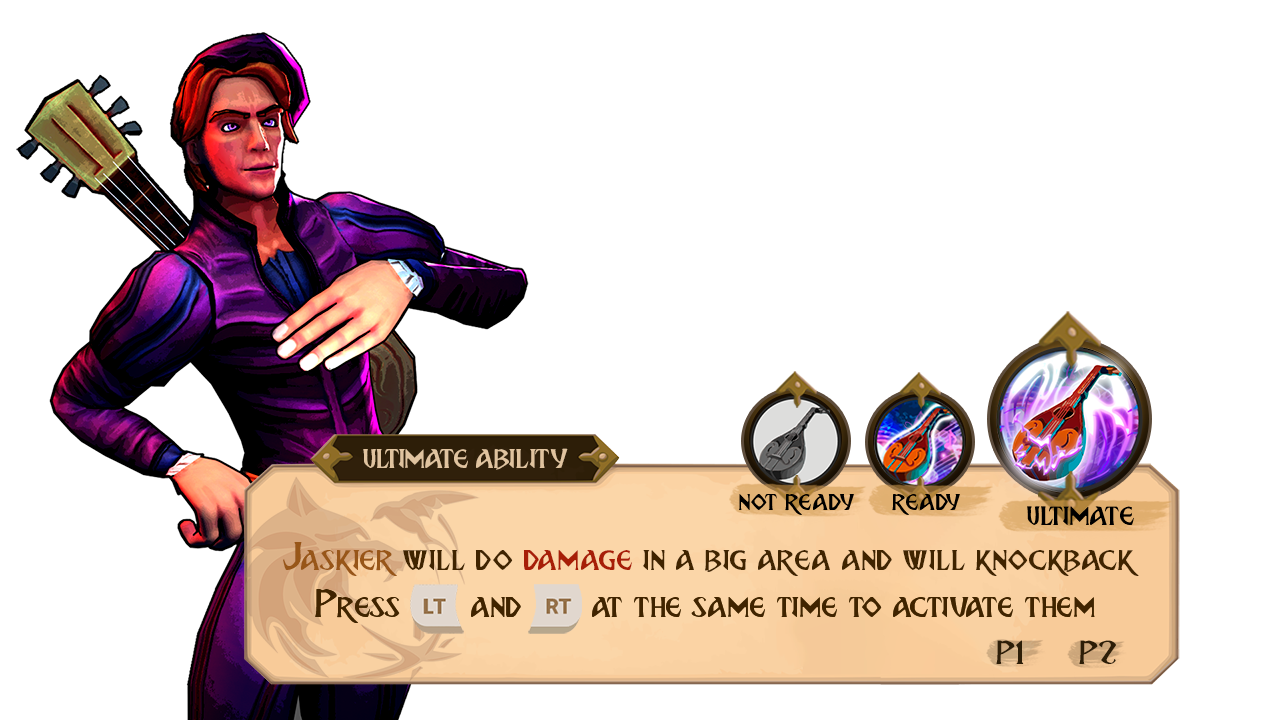 ULTIMATE ABILITY
NOT READY
READY
ULTIMATE
JASKIER WILL DO DAMAGE IN A BIG AREA AND WILL KNOCKBACK
PRESS LT AND RT AT THE SAME TIME TO ACTIVATE THEM
P1 P2